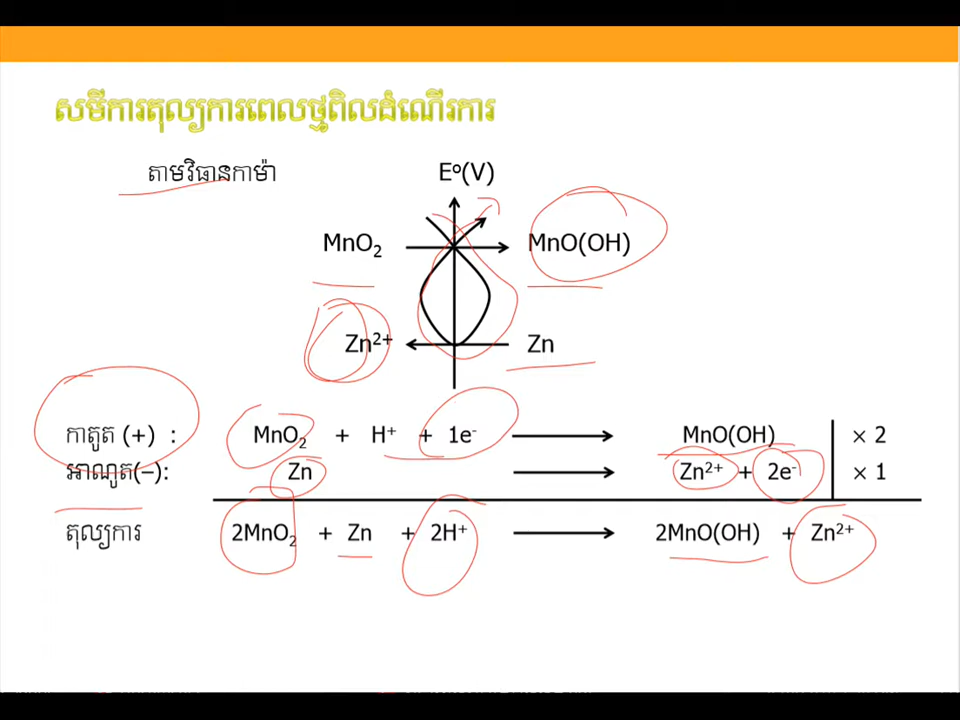 សមីការតុល្យការពេលថ្មពិលដំណើរការ
តាមវិធានកាម៉ា
E°(V)
MnO₂ MnO(OH)
Zn²⁺ Zn
កាតូត (+) : MnO₂ + H⁺ + 1e⁻ → MnO(OH) × 2
អាណូត(–): Zn → Zn²⁺ + 2e⁻ × 1
តុល្យការ 2MnO₂ + Zn + 2H⁺ → 2MnO(OH) + Zn²⁺